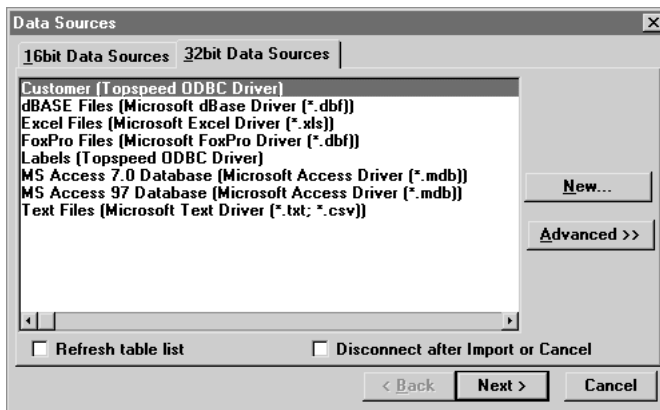 Data Sources
16bit Data Sources 32bit Data Sources
Customer (Topspeed ODBC Driver)
dBASE Files (Microsoft dBase Driver (*.dbf))
Excel Files (Microsoft Excel Driver (*.xls))
FoxPro Files (Microsoft FoxPro Driver (*.dbf))
Labels (Topspeed ODBC Driver)
MS Access 7.0 Database (Microsoft Access Driver (*.mdb))
MS Access 97 Database (Microsoft Access Driver (*.mdb))
Text Files (Microsoft Text Driver (*.txt; *.csv))
New...
Advanced >>
Refresh table list Disconnect after Import or Cancel
< Back Next > Cancel